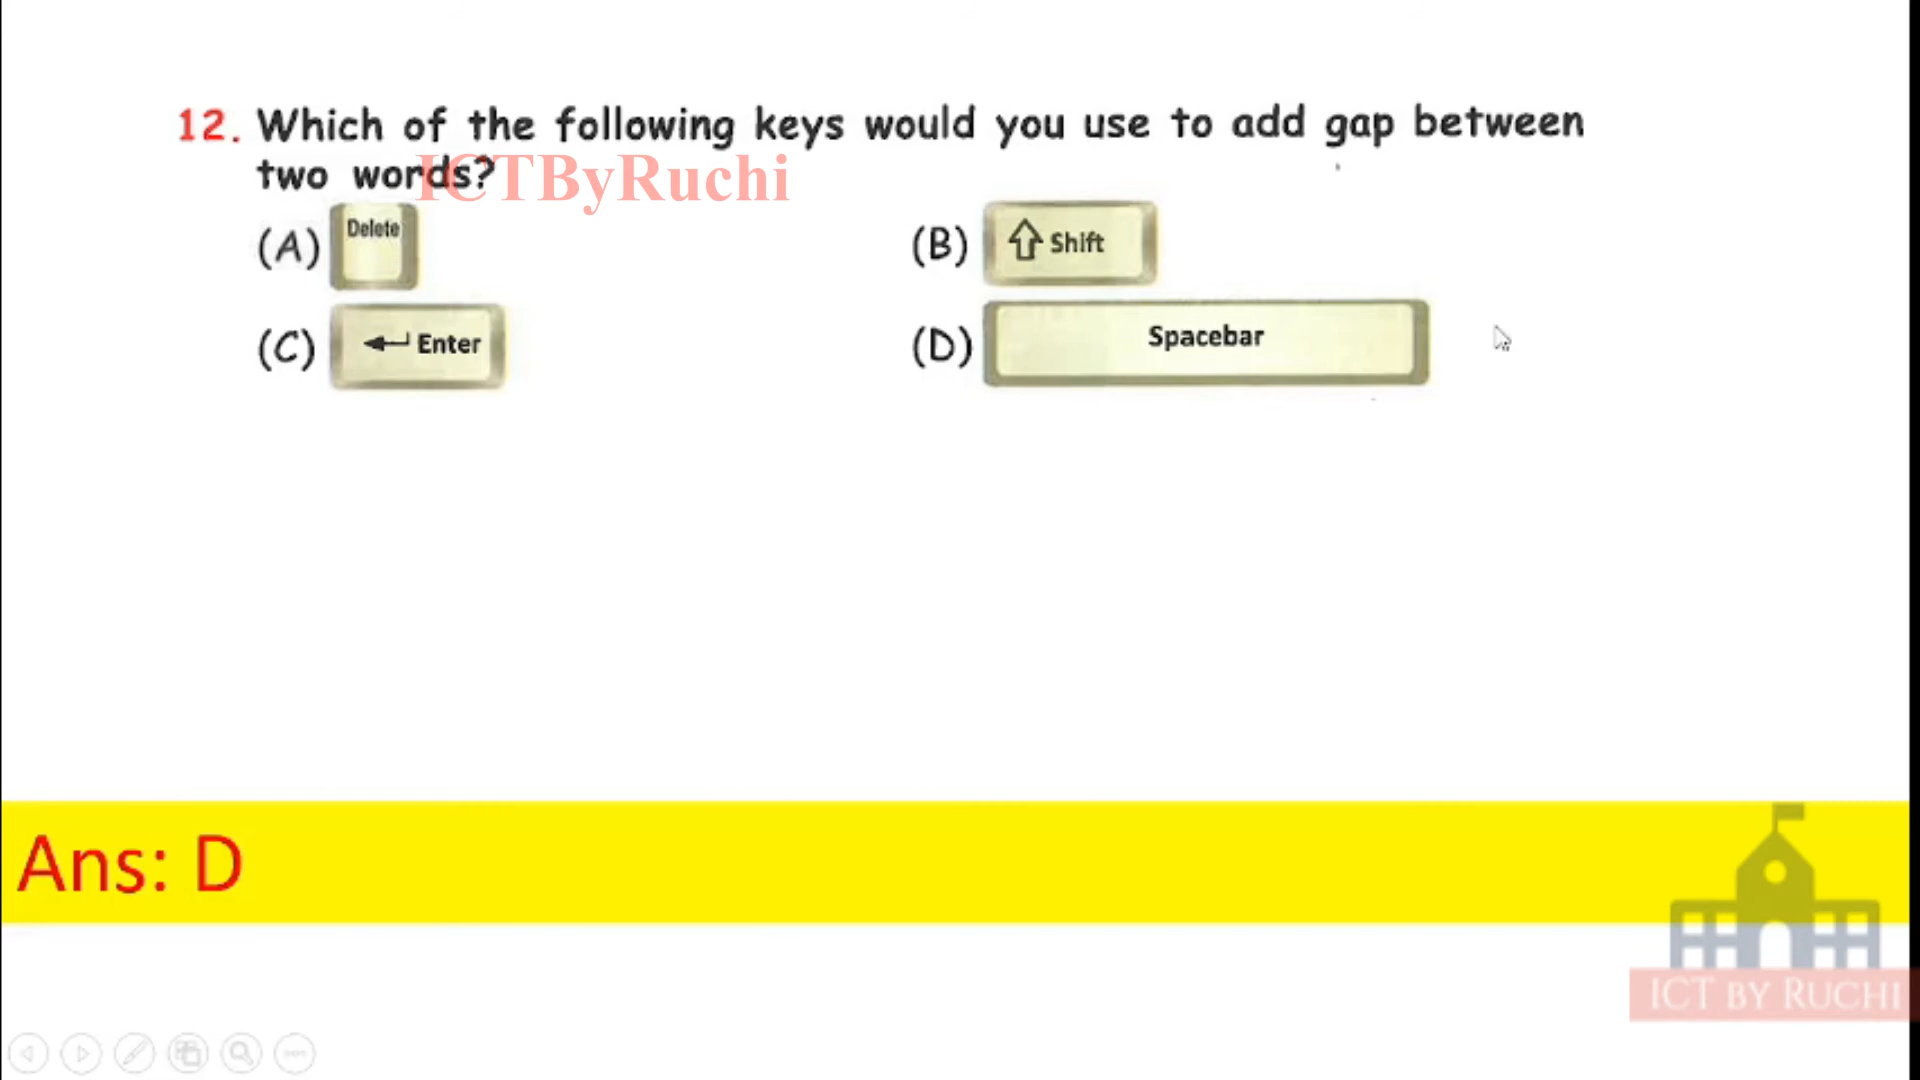 12. Which of the following keys would you use to add gap between
two words?
ICTByRuchi
(A) Delete
(B) Shift
(C) Enter
(D) Spacebar
Ans: D
ICT BY RUCHI